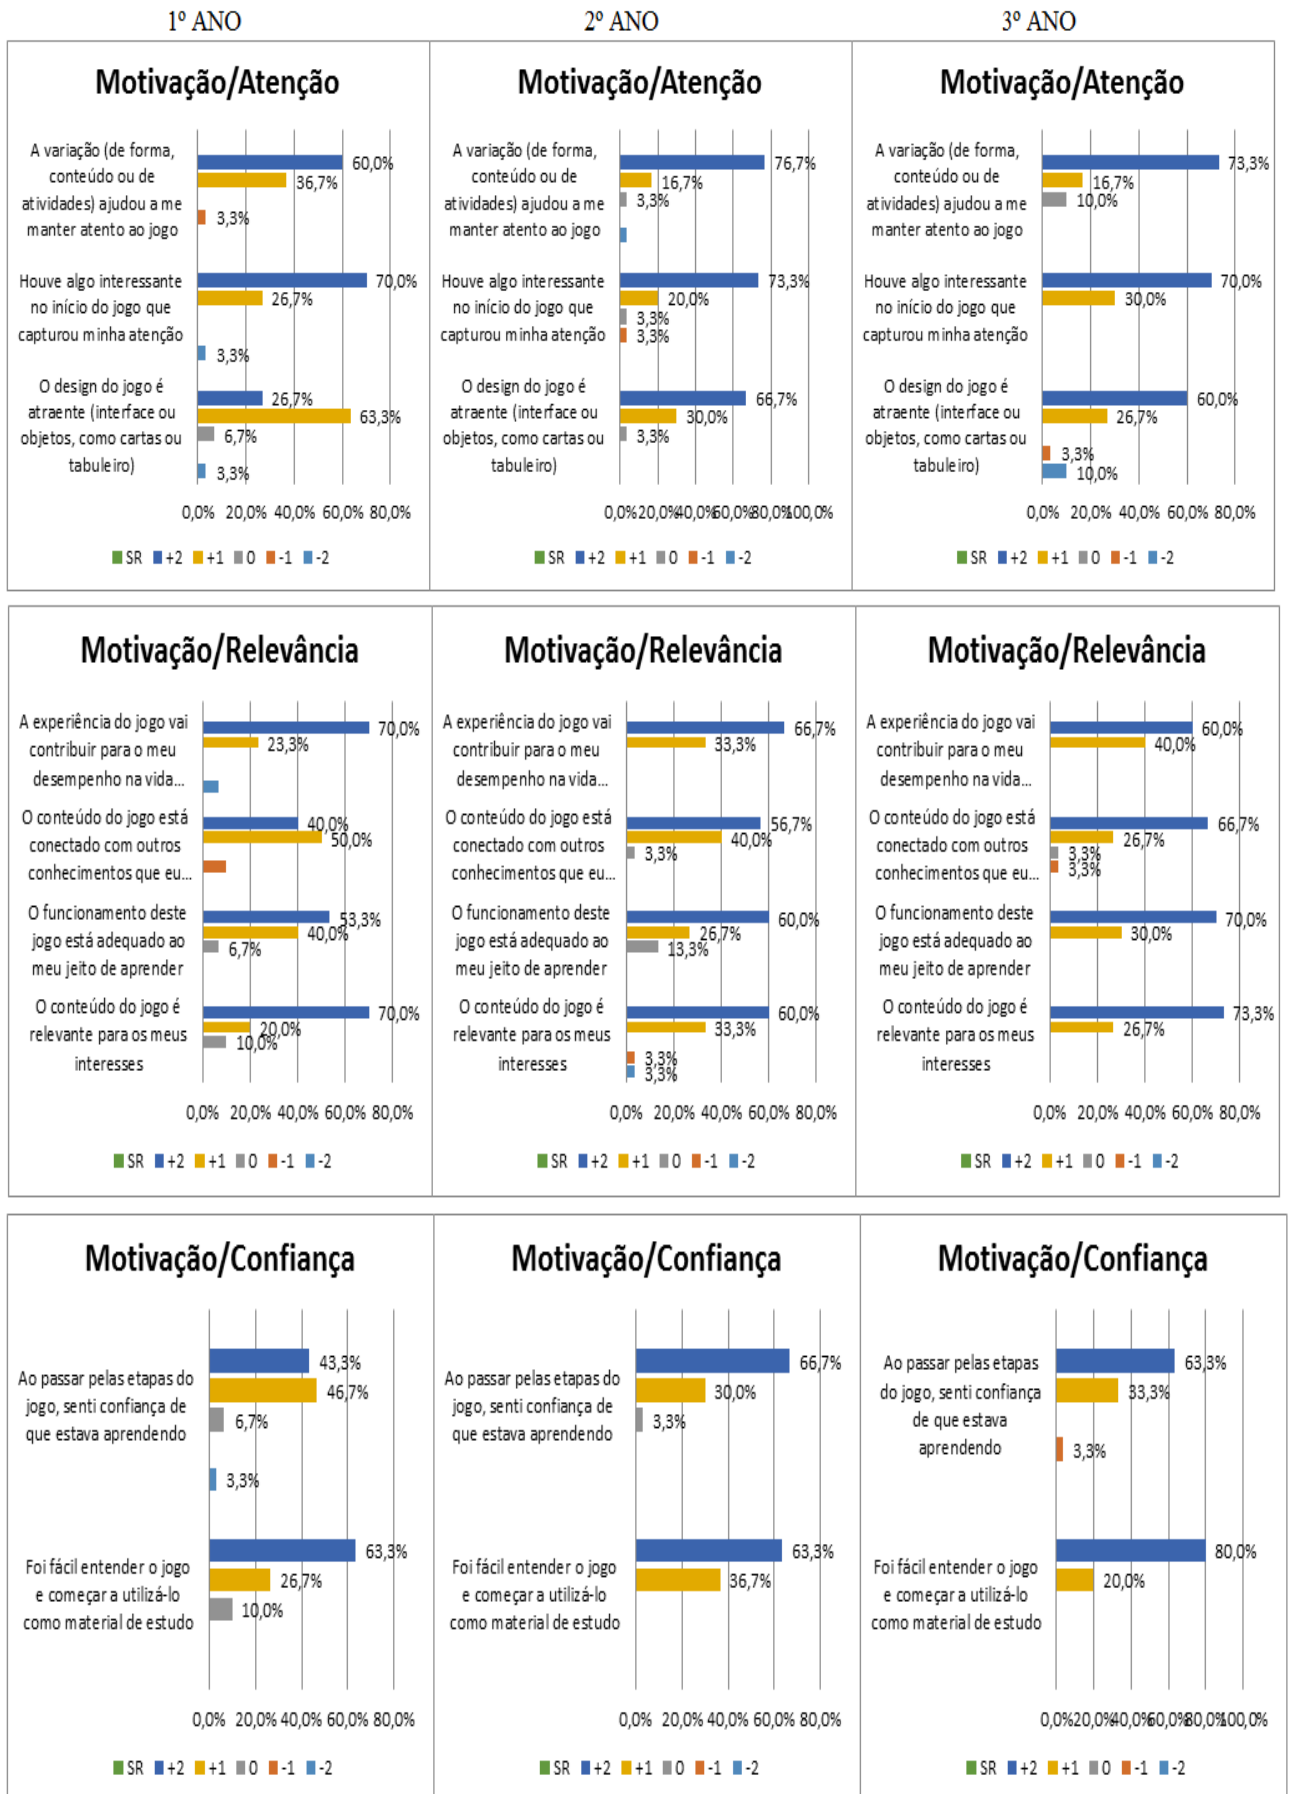 1º ANO
2º ANO
3º ANO
Motivação/Atenção
A variação (de forma,
conteúdo ou de
atividades) ajudou a me
manter atento ao jogo
60,0%
36,7%
3,3%
Houve algo interessante
no início do jogo que
capturou minha atenção
70,0%
26,7%
3,3%
O design do jogo é
atraente (interface ou
objetos, como cartas ou
tabuleiro)
26,7%
63,3%
6,7%
3,3%
0,0% 20,0% 40,0% 60,0% 80,0%
SR +2 +1 0 -1 -2
Motivação/Atenção
A variação (de forma,
conteúdo ou de
atividades) ajudou a me
manter atento ao jogo
76,7%
16,7%
3,3%
Houve algo interessante
no início do jogo que
capturou minha atenção
73,3%
20,0%
3,3%
3,3%
O design do jogo é
atraente (interface ou
objetos, como cartas ou
tabuleiro)
66,7%
30,0%
3,3%
0,0% 20,0% 40,0% 60,0% 80,0% 100,0%
SR +2 +1 0 -1 -2
Motivação/Atenção
A variação (de forma,
conteúdo ou de
atividades) ajudou a me
manter atento ao jogo
73,3%
16,7%
10,0%
Houve algo interessante
no início do jogo que
capturou minha atenção
70,0%
30,0%
O design do jogo é
atraente (interface ou
objetos, como cartas ou
tabuleiro)
60,0%
26,7%
3,3%
10,0%
0,0% 20,0% 40,0% 60,0% 80,0%
SR +2 +1 0 -1 -2
Motivação/Relevância
A experiência do jogo vai
contribuir para o meu
desempenho na vida...
70,0%
23,3%
O conteúdo do jogo está
conectado com outros
conhecimentos que eu...
40,0%
50,0%
O funcionamento deste
jogo está adequado ao
meu jeito de aprender
53,3%
40,0%
6,7%
O conteúdo do jogo é
relevante para os meus
interesses
70,0%
20,0%
10,0%
0,0% 20,0% 40,0% 60,0% 80,0%
SR +2 +1 0 -1 -2
Motivação/Relevância
A experiência do jogo vai
contribuir para o meu
desempenho na vida...
66,7%
33,3%
O conteúdo do jogo está
conectado com outros
conhecimentos que eu...
56,7%
40,0%
3,3%
O funcionamento deste
jogo está adequado ao
meu jeito de aprender
60,0%
26,7%
13,3%
O conteúdo do jogo é
relevante para os meus
interesses
60,0%
33,3%
3,3%
3,3%
0,0% 20,0% 40,0% 60,0% 80,0%
SR +2 +1 0 -1 -2
Motivação/Relevância
A experiência do jogo vai
contribuir para o meu
desempenho na vida...
60,0%
40,0%
O conteúdo do jogo está
conectado com outros
conhecimentos que eu...
66,7%
26,7%
3,3%
3,3%
O funcionamento deste
jogo está adequado ao
meu jeito de aprender
70,0%
30,0%
O conteúdo do jogo é
relevante para os meus
interesses
73,3%
26,7%
0,0% 20,0% 40,0% 60,0% 80,0%
SR +2 +1 0 -1 -2
Motivação/Confiança
Ao passar pelas etapas do
jogo, senti confiança de
que estava aprendendo
43,3%
46,7%
6,7%
3,3%
Foi fácil entender o jogo
e começar a utilizá-lo
como material de estudo
63,3%
26,7%
10,0%
0,0% 20,0% 40,0% 60,0% 80,0%
SR +2 +1 0 -1 -2
Motivação/Confiança
Ao passar pelas etapas do
jogo, senti confiança de
que estava aprendendo
66,7%
30,0%
3,3%
Foi fácil entender o jogo
e começar a utilizá-lo
como material de estudo
63,3%
36,7%
0,0% 20,0% 40,0% 60,0% 80,0%
SR +2 +1 0 -1 -2
Motivação/Confiança
Ao passar pelas etapas
do jogo, senti confiança
de que estava
aprendendo
63,3%
33,3%
3,3%
Foi fácil entender o jogo
e começar a utilizá-lo
como material de estudo
80,0%
20,0%
0,0% 20,0% 40,0% 60,0% 80,0% 100,0%
SR +2 +1 0 -1 -2